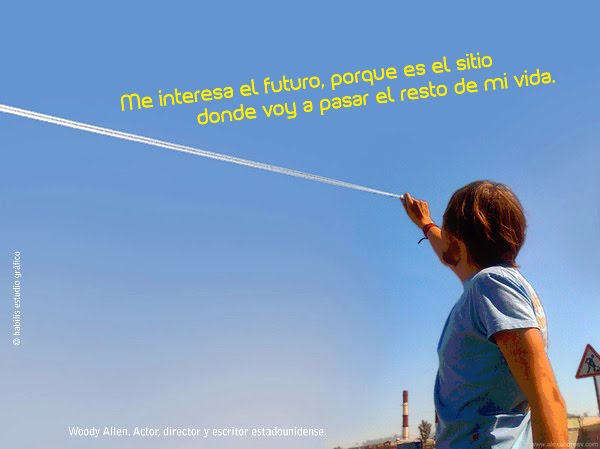 Me interesa el futuro, porque es el sitio
donde voy a pasar el resto de mi vida.
© habilis estudio gráfico
Woody Allen. Actor, director y escritor estadounidense.